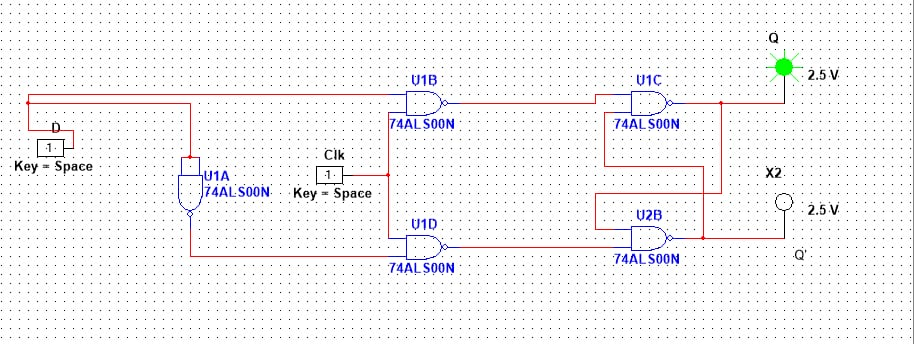 Q
2.5 V
U1B
74ALS00N
U1C
74ALS00N
D
1
Key = Space
U1A
74ALS00N
Clk
1
Key = Space
X2
2.5 V
U1D
74ALS00N
U2B
74ALS00N
Q'